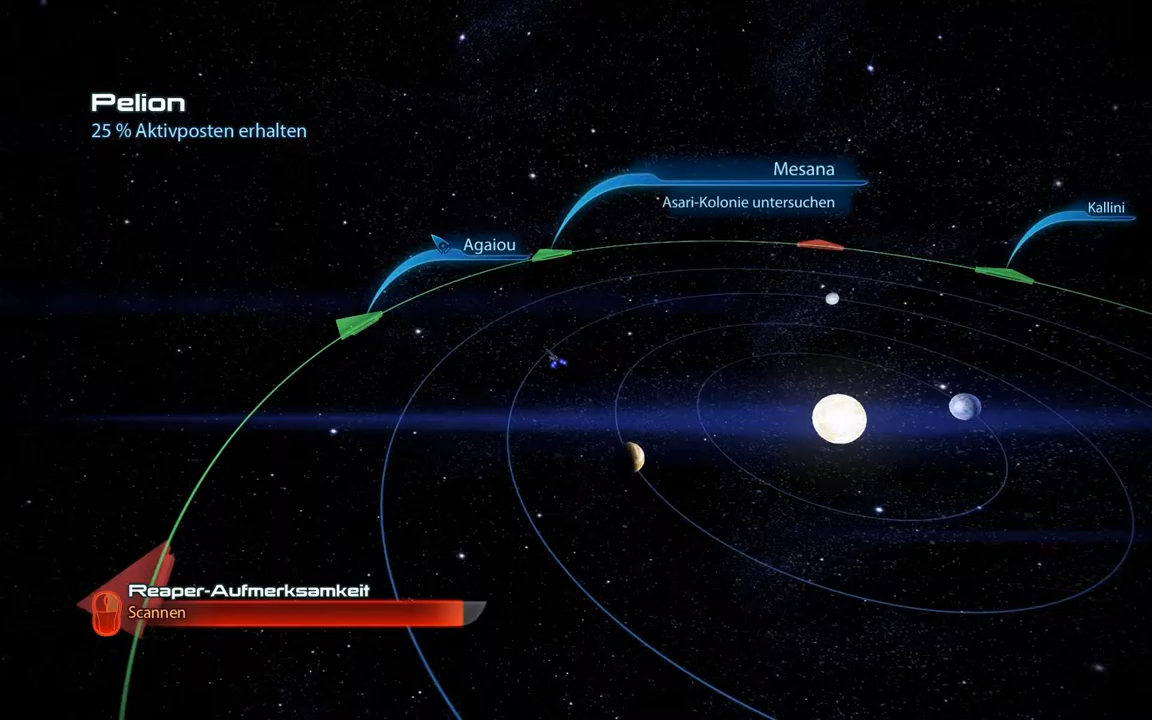 Pelion
25 % Aktivposten erhalten
Mesana
Asari-Kolonie untersuchen
Kallini
Agaiou
Reaper-Aufmerksamkeit
Scannen